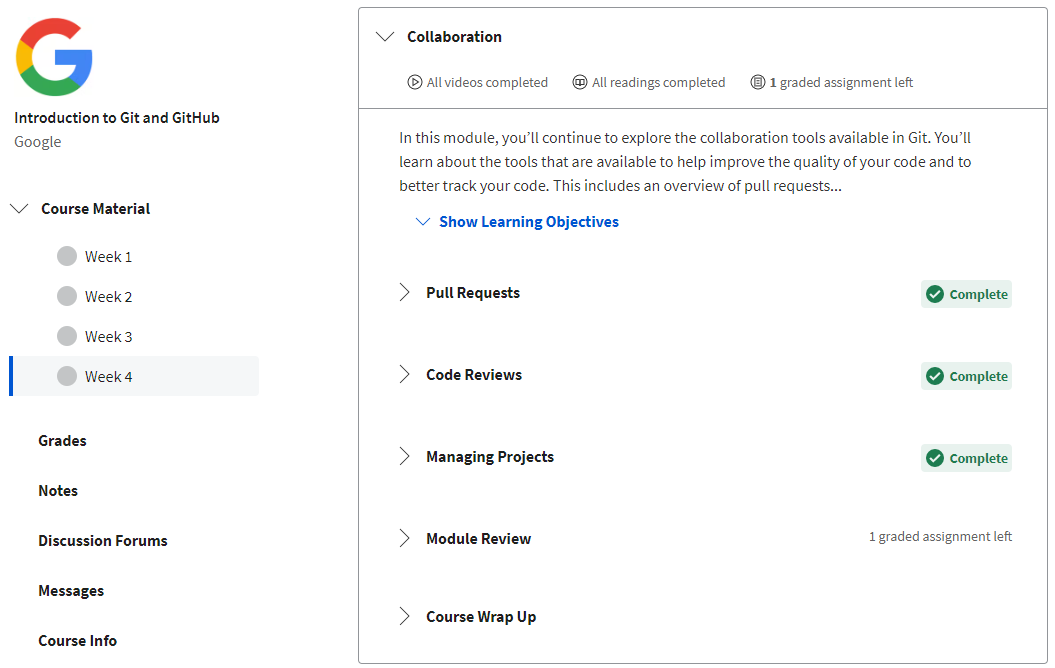 Introduction to Git and GitHub
Google
Course Material
Week 1
Week 2
Week 3
Week 4
Grades
Notes
Discussion Forums
Messages
Course Info
Collaboration
All videos completed All readings completed 1 graded assignment left
In this module, you’ll continue to explore the collaboration tools available in Git. You’ll
learn about the tools that are available to help improve the quality of your code and to
better track your code. This includes an overview of pull requests...
Show Learning Objectives
Pull Requests Complete
Code Reviews Complete
Managing Projects Complete
Module Review 1 graded assignment left
Course Wrap Up